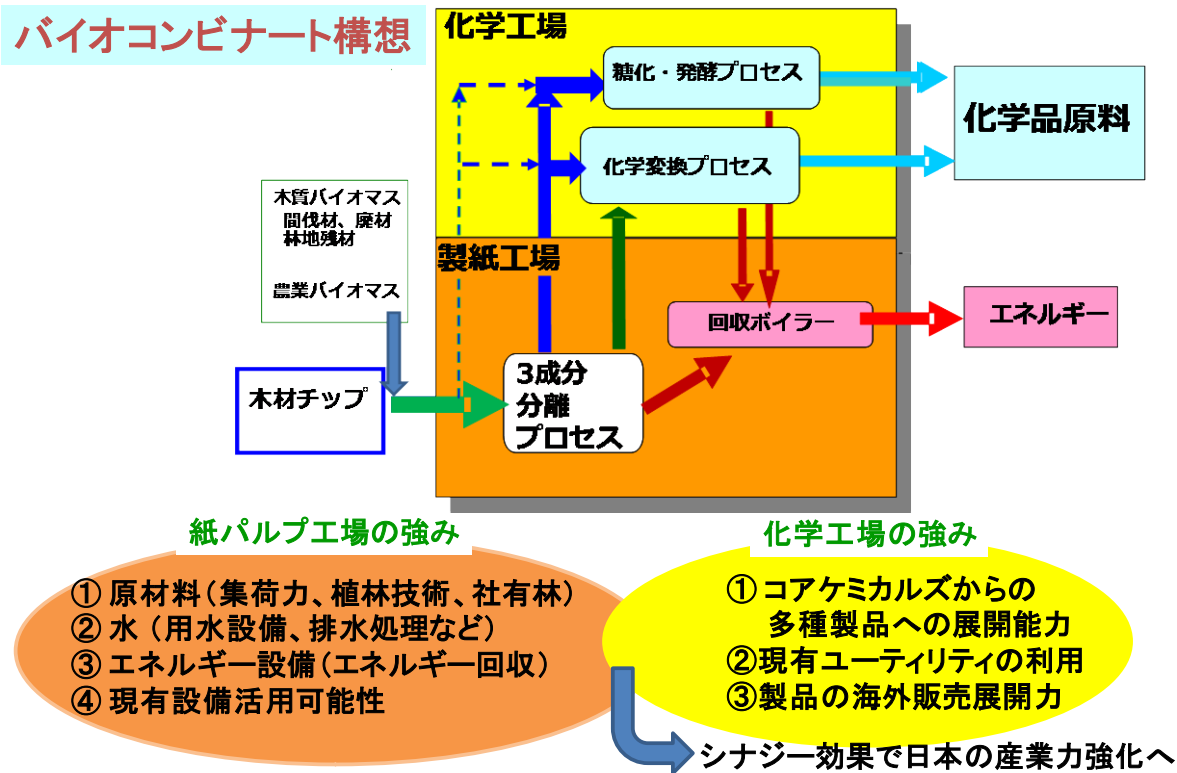 バイオコンビナート構想
化学工場
糖化・発酵プロセス
化学品原料
化学変換プロセス
木質バイオマス
間伐材、廃材
林地残材
農業バイオマス
製紙工場
回収ボイラー
エネルギー
木材チップ
3成分
分離
プロセス
紙パルプ工場の強み
① 原材料（集荷力、植林技術、社有林）
② 水 （用水設備、排水処理など）
③ エネルギー設備（エネルギー回収）
④ 現有設備活用可能性
化学工場の強み
① コアケミカルズからの
多種製品への展開能力
②現有ユーティリティの利用
③製品の海外販売展開力
シナジー効果で日本の産業力強化へ